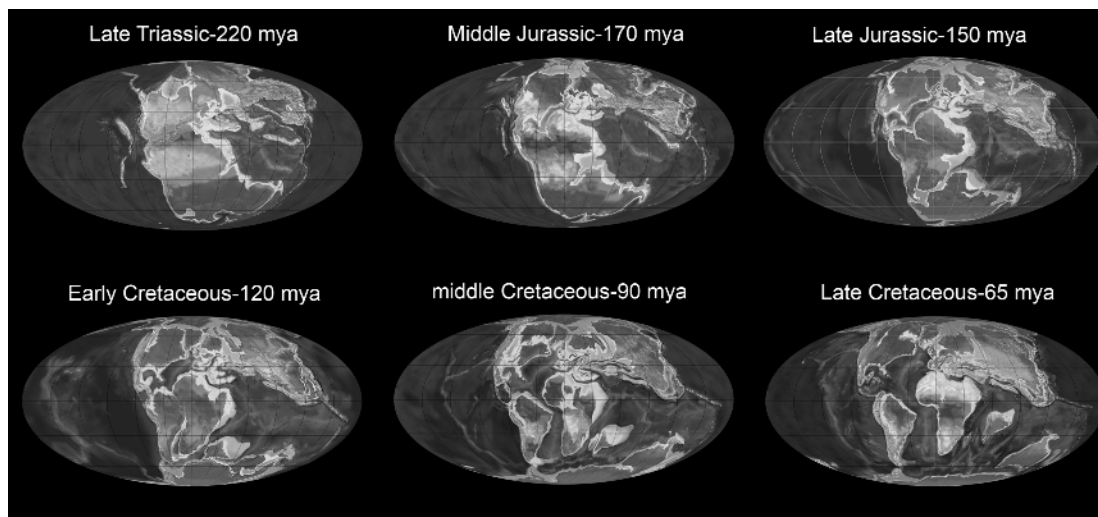 Late Triassic-220 mya
Middle Jurassic-170 mya
Late Jurassic-150 mya
Early Cretaceous-120 mya
middle Cretaceous-90 mya
Late Cretaceous-65 mya